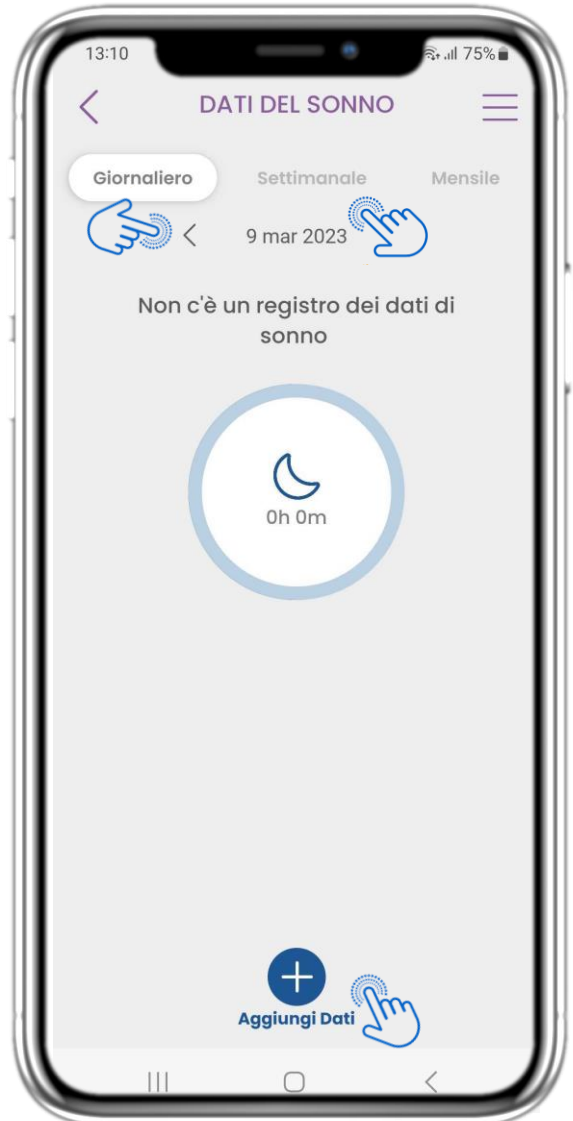 13:10
75%
DATI DEL SONNO
Giornaliero Settimanale Mensile
9 mar 2023
Non c'è un registro dei dati di
sonno
0h 0m
Aggiungi Dati